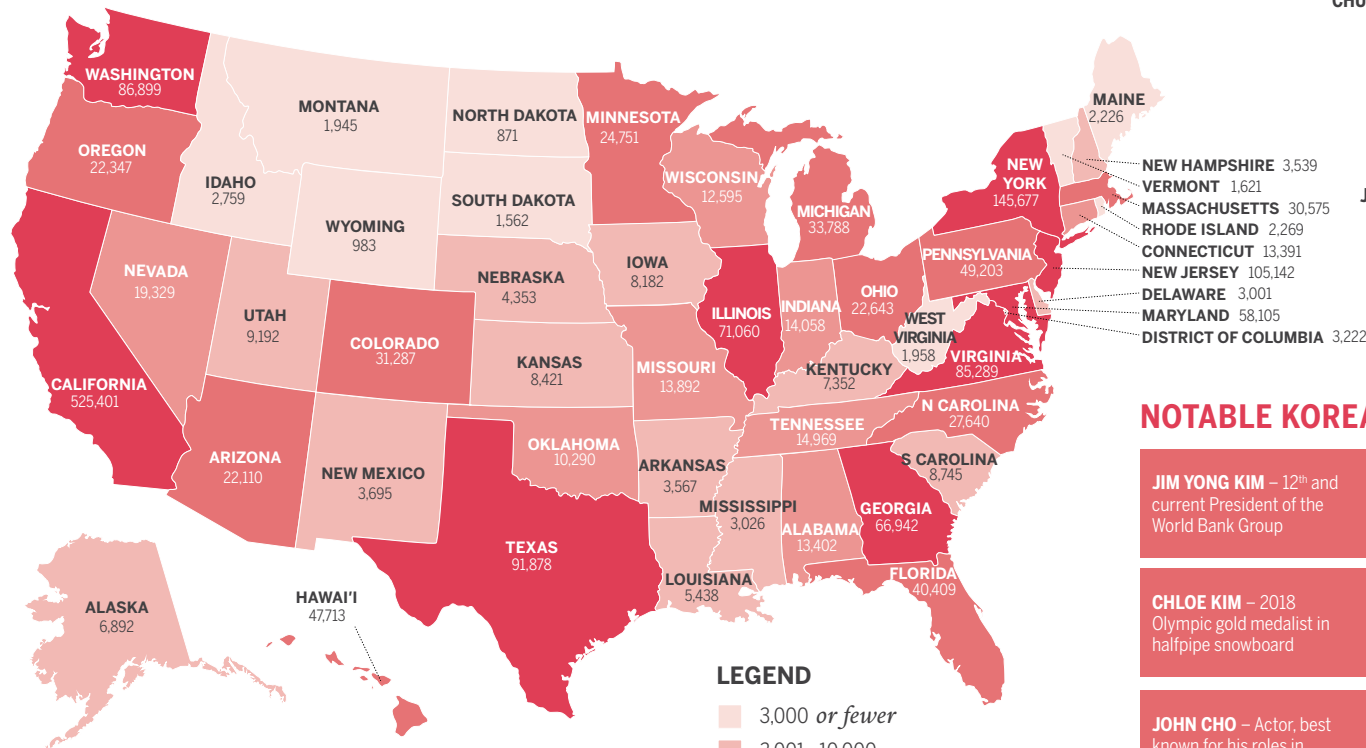 CHU
WASHINGTON
86,899
MONTANA
1,945
NORTH DAKOTA
871
MINNESOTA
24,751
MAINE
2,226
OREGON
22,347
IDAHO
2,759
WYOMING
983
SOUTH DAKOTA
1,562
WISCONSIN
12,595
MICHIGAN
33,788
NEW
YORK
145,677
NEW HAMPSHIRE 3,539
VERMONT 1,621
MASSACHUSETTS 30,575
RHODE ISLAND 2,269
CONNECTICUT 13,391
NEW JERSEY 105,142
DELAWARE 3,001
MARYLAND 58,105
DISTRICT OF COLUMBIA 3,222
J
NEVADA
19,329
UTAH
9,192
COLORADO
31,287
NEBRASKA
4,353
IOWA
8,182
ILLINOIS
71,060
INDIANA
14,058
OHIO
22,643
PENNSYLVANIA
49,203
WEST
VIRGINIA
1,958
VIRGINIA
85,289
CALIFORNIA
525,401
KANSAS
8,421
MISSOURI
13,892
KENTUCKY
7,352
N CAROLINA
27,640
TENNESSEE
14,969
S CAROLINA
8,745
ARIZONA
22,110
NEW MEXICO
3,695
OKLAHOMA
10,290
ARKANSAS
3,567
MISSISSIPPI
3,026
ALABAMA
13,402
GEORGIA
66,942
TEXAS
91,878
LOUISIANA
5,438
FLORIDA
40,409
ALASKA
6,892
HAWAI'I
47,713
LEGEND
3,000 or fewer
3,001–10,000
NOTABLE KOREA
JIM YONG KIM – 12th and
current President of the
World Bank Group
CHLOE KIM – 2018
Olympic gold medalist in
halfpipe snowboard
JOHN CHO – Actor, best
known for his roles in